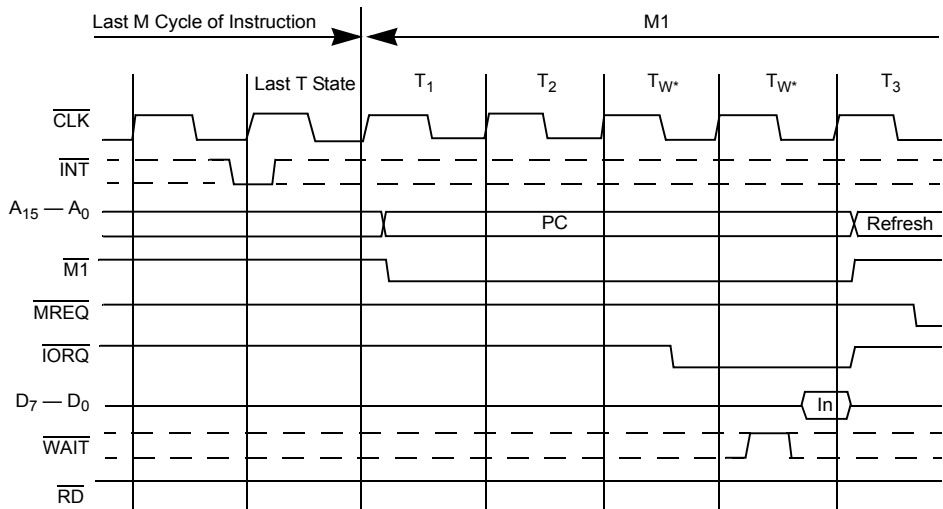 Last M Cycle of Instruction M1
Last T State T1 T2 TW* TW* T3
CLK
INT
A15 — A0 PC Refresh
M1
MREQ
IORQ
D7 — D0 In
WAIT
RD